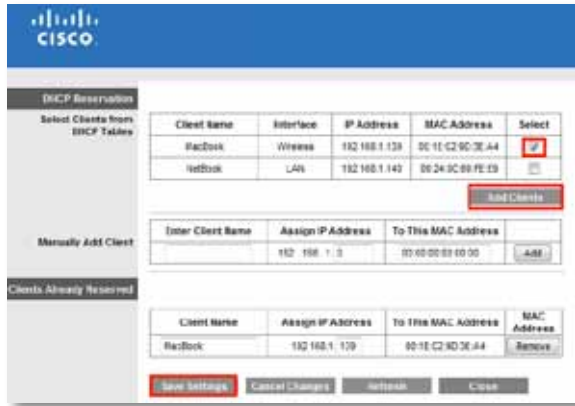 CISCO
DHCP Reservation
Select Clients from
DHCP Tables
Client Name Interface IP Address MAC Address Select
MacBook Wireless 192.168.1.139
NetBook LAN 192.168.1.140
Add Clients
Manually Add Client
Enter Client Name Assign IP Address To This MAC Address
192 .168 . 1 . 0 00:00:00:00:00:00 Add
Clients Already Reserved
Client Name Assign IP Address To This MAC Address MAC
Address
MacBook 192.168.1. 139 Remove
Save Settings Cancel Changes Refresh Close